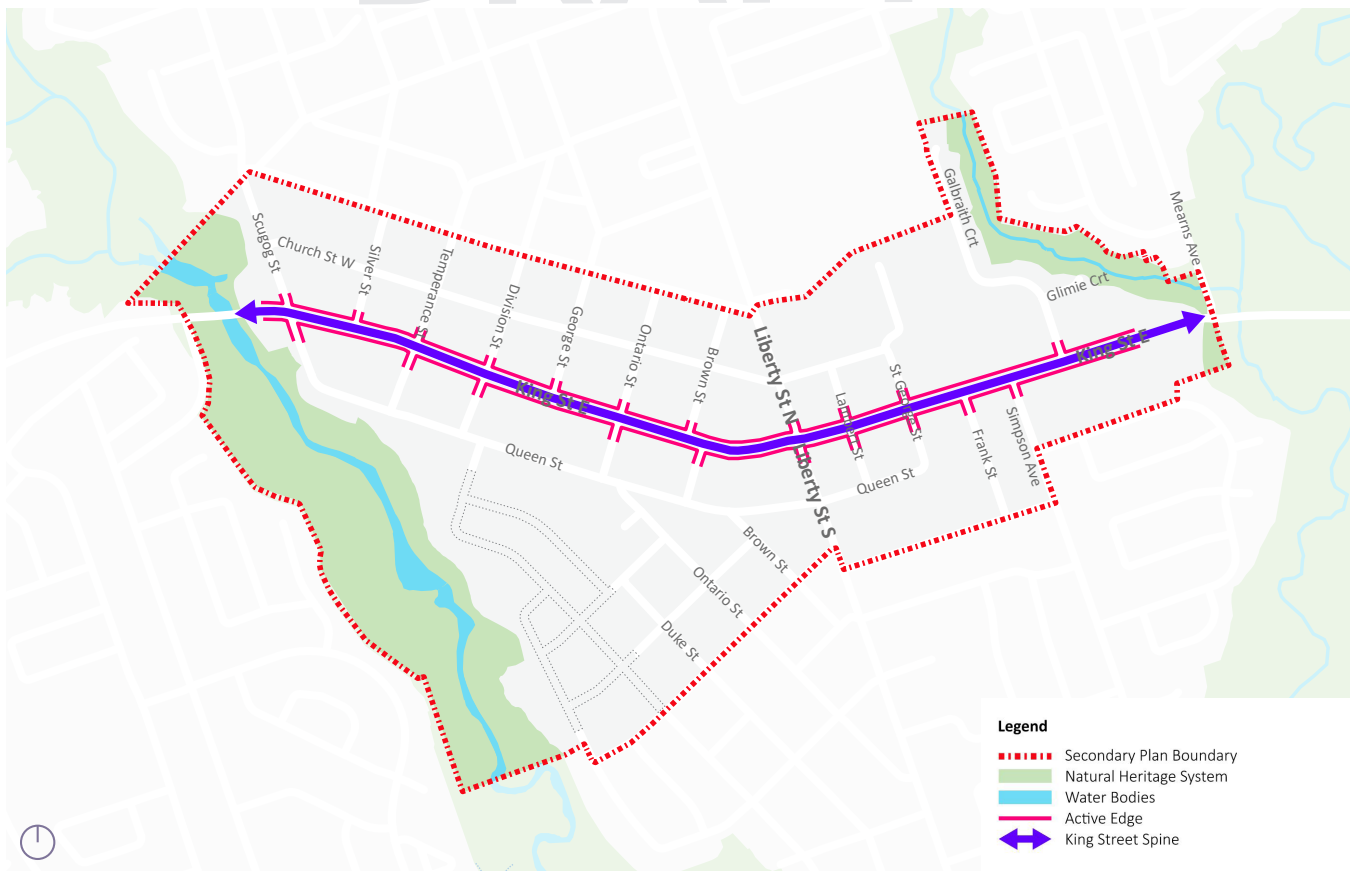 Galbraith Crt
Mearns Ave
Scugog St
Church St W
Silver St
Temperance St
Division St
George St
Ontario St
Brown St
Glimie Crt
King St E
King St E
Liberty St N
Liberty St S
St George St
Frank St
Simpson Ave
Queen St
Queen St
Brown St
Ontario St
Duke St
Legend
Secondary Plan Boundary
Natural Heritage System
Water Bodies
Active Edge
King Street Spine